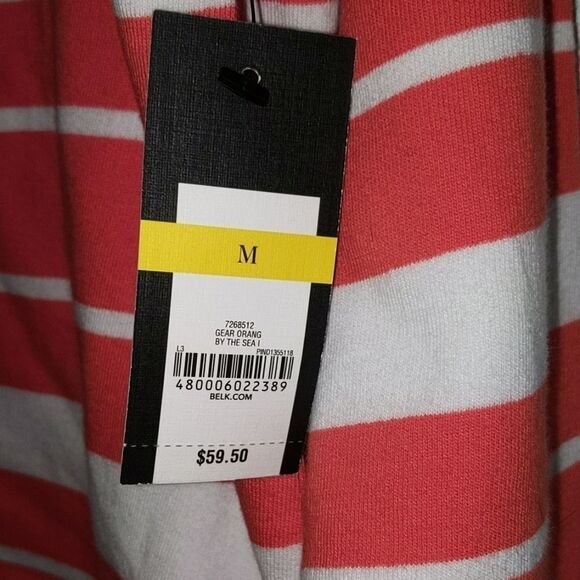 M
7268512
GEAR ORANG
BY THE SEA I
L3 PIND1355118
480006022389
BELK.COM
$59.50